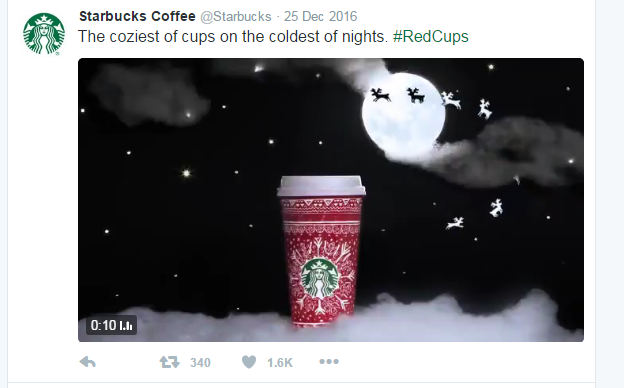 Starbucks Coffee @Starbucks · 25 Dec 2016
The coziest of cups on the coldest of nights. #RedCups
0:10
340
1.6K
•••